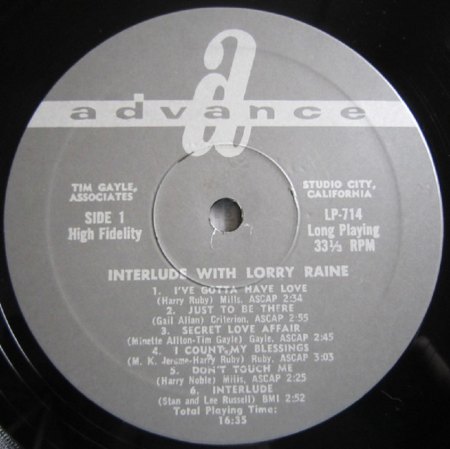 a
advance
TIM GAYLE,
ASSOCIATES
STUDIO CITY,
CALIFORNIA
SIDE 1
High Fidelity
LP-714
Long Playing
33⅓ RPM
INTERLUDE WITH LORRY RAINE
1. I'VE GOTTA HAVE LOVE
(Harry Ruby) Mills, ASCAP 2:34
2. JUST TO BE THERE
(Gail Allan) Criterion, ASCAP 2:55
3. SECRET LOVE AFFAIR
(Minette Allton-Tim Gayle) Gayle, ASCAP 2:45
4. I COUNT MY BLESSINGS
(M. K. Jerome-Harry Ruby) Ruby, ASCAP 3:03
5. DON'T TOUCH ME
(Harry Noble) Mills, ASCAP 2:25
6. INTERLUDE
(Stan and Lee Russell) BMI 2:52
Total Playing Time:
16:35